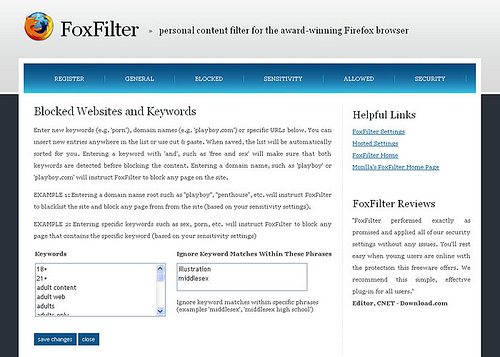 FoxFilter » personal content filter for the award-winning Firefox browser
REGISTER GENERAL BLOCKED SENSITIVITY ALLOWED SECURITY
Blocked Websites and Keywords
Enter new keywords (e.g. 'porn'), domain names (e.g. 'playboy.com') or specific URLs below. You can
insert new entries anywhere in the list or use cut & paste. When saved, the list will be automatically
sorted for you. Entering a keyword with 'and', such as 'free and sex' will make sure that both
keywords are detected before blocking the content. Entering a domain name, such as 'playboy' or
'playboy.com' will instruct FoxFilter to block any page on the site.
EXAMPLE 1: Entering a domain name root such as "playboy", "penthouse", etc. will instruct FoxFilter
to blacklist the site and block any page from from the site (based on your sensitivity settings).
EXAMPLE 2: Entering specific keywords such as sex, porn, etc. will instruct FoxFilter to block any
page that contains the specific keyword (based on your sensitivity settings)
Keywords
18+
21+
adult content
adult web
adults
adults only
Ignore Keyword Matches Within These Phrases
illustration
middlesex
Ignore keyword matches within specific phrases
(examples 'middlesex', 'middlesex high school')
save changes close
Helpful Links
FoxFilter Settings
Hosted Settings
FoxFilter Home
Mozilla's FoxFilter Home Page
FoxFilter Reviews
"FoxFilter performed exactly as
promised and applied all of our security
settings without any issues. You'll rest
easy when young users are online with
the protection this freeware offers. We
recommend this simple, effective
plug-in for all users."
Editor, CNET - Download.com